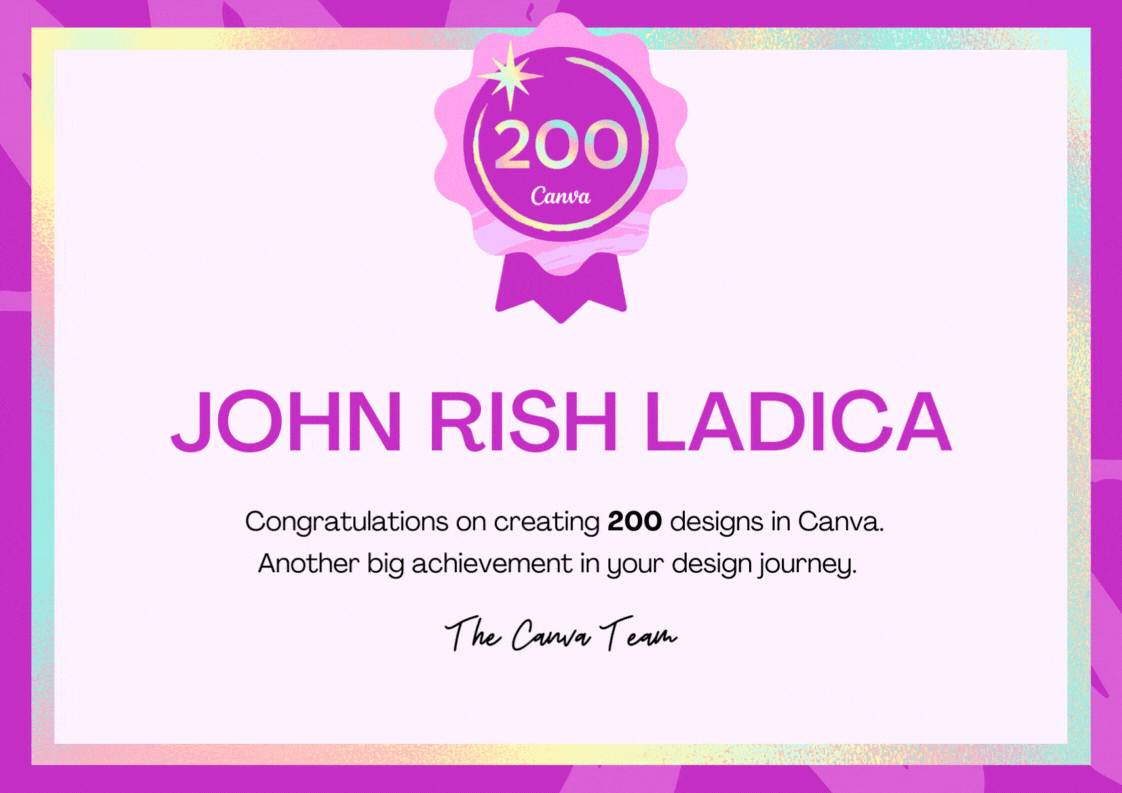 200
Canva
JOHN RISH LADICA
Congratulations on creating 200 designs in Canva.
Another big achievement in your design journey.
The Canva Team